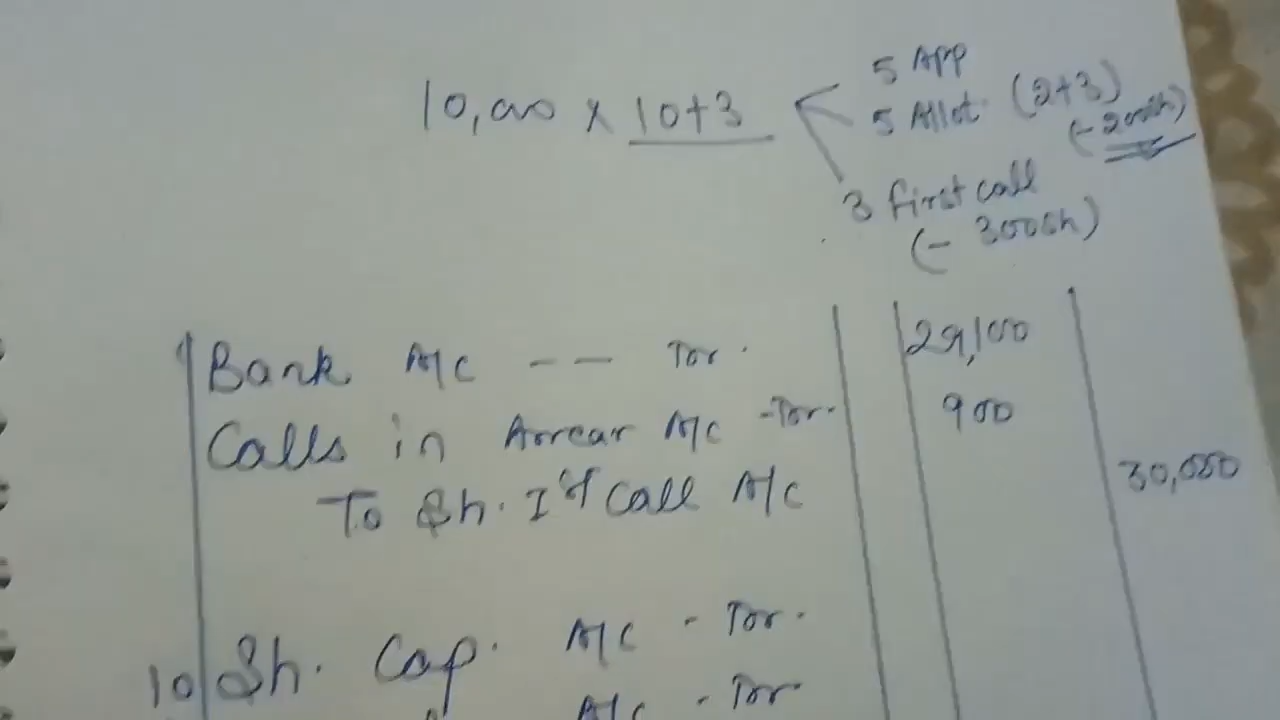 10,000 × 10+3
5 App
5 Allot. (2+3)
(-200sh)
3 first call
(- 300sh)
Bank A/C -- Dr. 29,100
Calls in Arrear A/C - Dr. 900
To Sh. Ist Call A/C 30,000
10 Sh. Cap. A/C - Dr.
A/C - Dr.